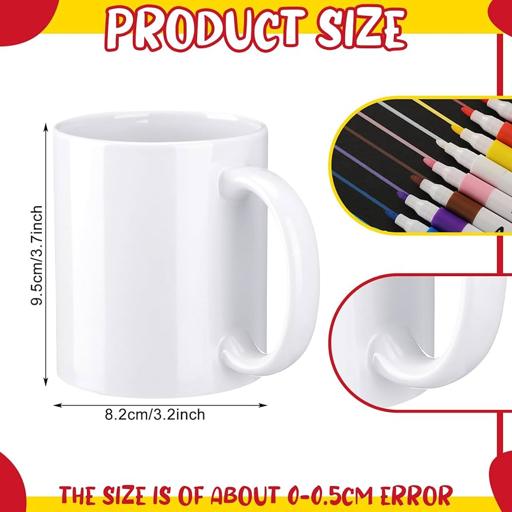 PRODUCT SIZE
9.5cm/3.7inch
8.2cm/3.2inch
THE SIZE IS OF ABOUT 0-0.5CM ERROR